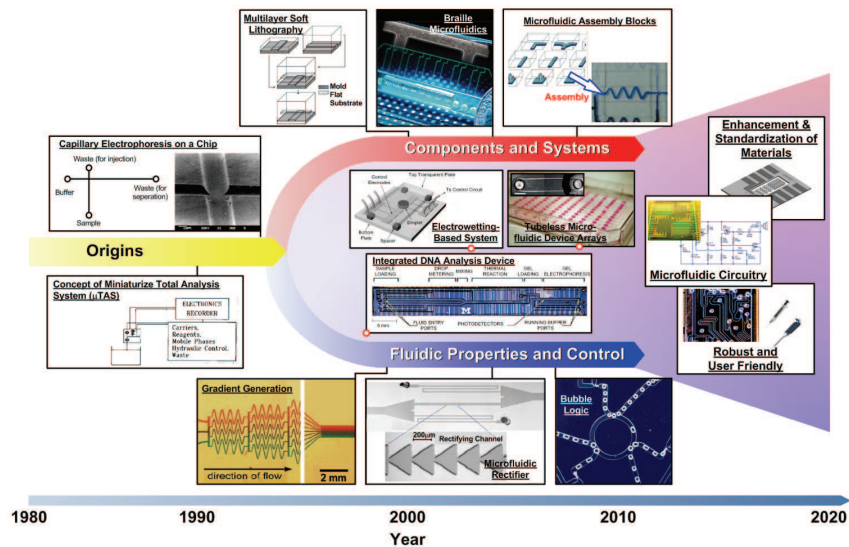 Multilayer Soft
Lithography
Mold
Flat
Substrate
Braille
Microfluidics
Microfluidic Assembly Blocks
Assembly
Capillary Electrophoresis on a Chip
Waste (for injection)
Buffer
Waste (for
seperation)
Sample
Components and Systems
Enhancement &
Standardization of
Materials
Control
Electrodes
Top Transparent Plate
To Control Circuit
Droplet
Bottom
Plate
Spacer
Electrowetting-
Based System
Tubeless Micro-
fluidic Device Arrays
Origins
Microfluidic Circuitry
Integrated DNA Analysis Device
SAMPLE
LOADING
DROP
METERING
MIXING
THERMAL
REACTION
GEL
LOADING
GEL
ELECTROPHORESIS
M
FLUID ENTRY
PORTS
PHOTODETECTORS
RUNNING BUFFER
PORTS
Concept of Miniaturize Total Analysis
System (µTAS)
ELECTRONICS
RECORDER
Carriers,
Reagents,
Mobile Phases
Hydraulic Control,
Waste
Robust and
User Friendly
Fluidic Properties and Control
Gradient Generation
direction of flow
2 mm
200µm
Rectifying Channel
Microfluidic
Rectifier
Bubble
Logic
1980
1990
2000
2010
2020
Year